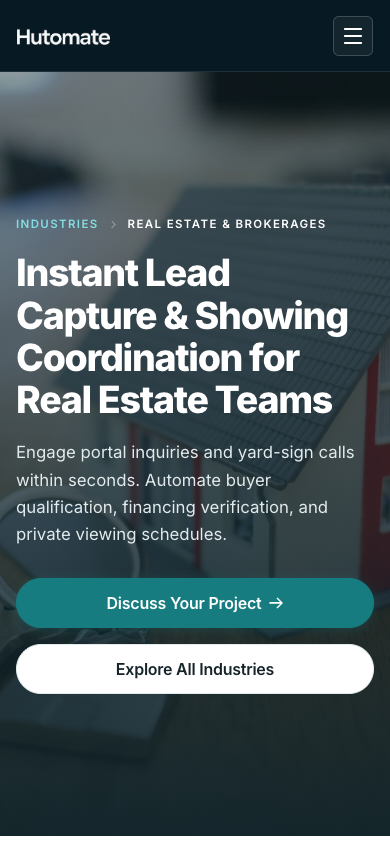 Hutomate
INDUSTRIES > REAL ESTATE & BROKERAGES
Instant Lead
Capture & Showing
Coordination for
Real Estate Teams
Engage portal inquiries and yard-sign calls
within seconds. Automate buyer
qualification, financing verification, and
private viewing schedules.
Discuss Your Project →
Explore All Industries